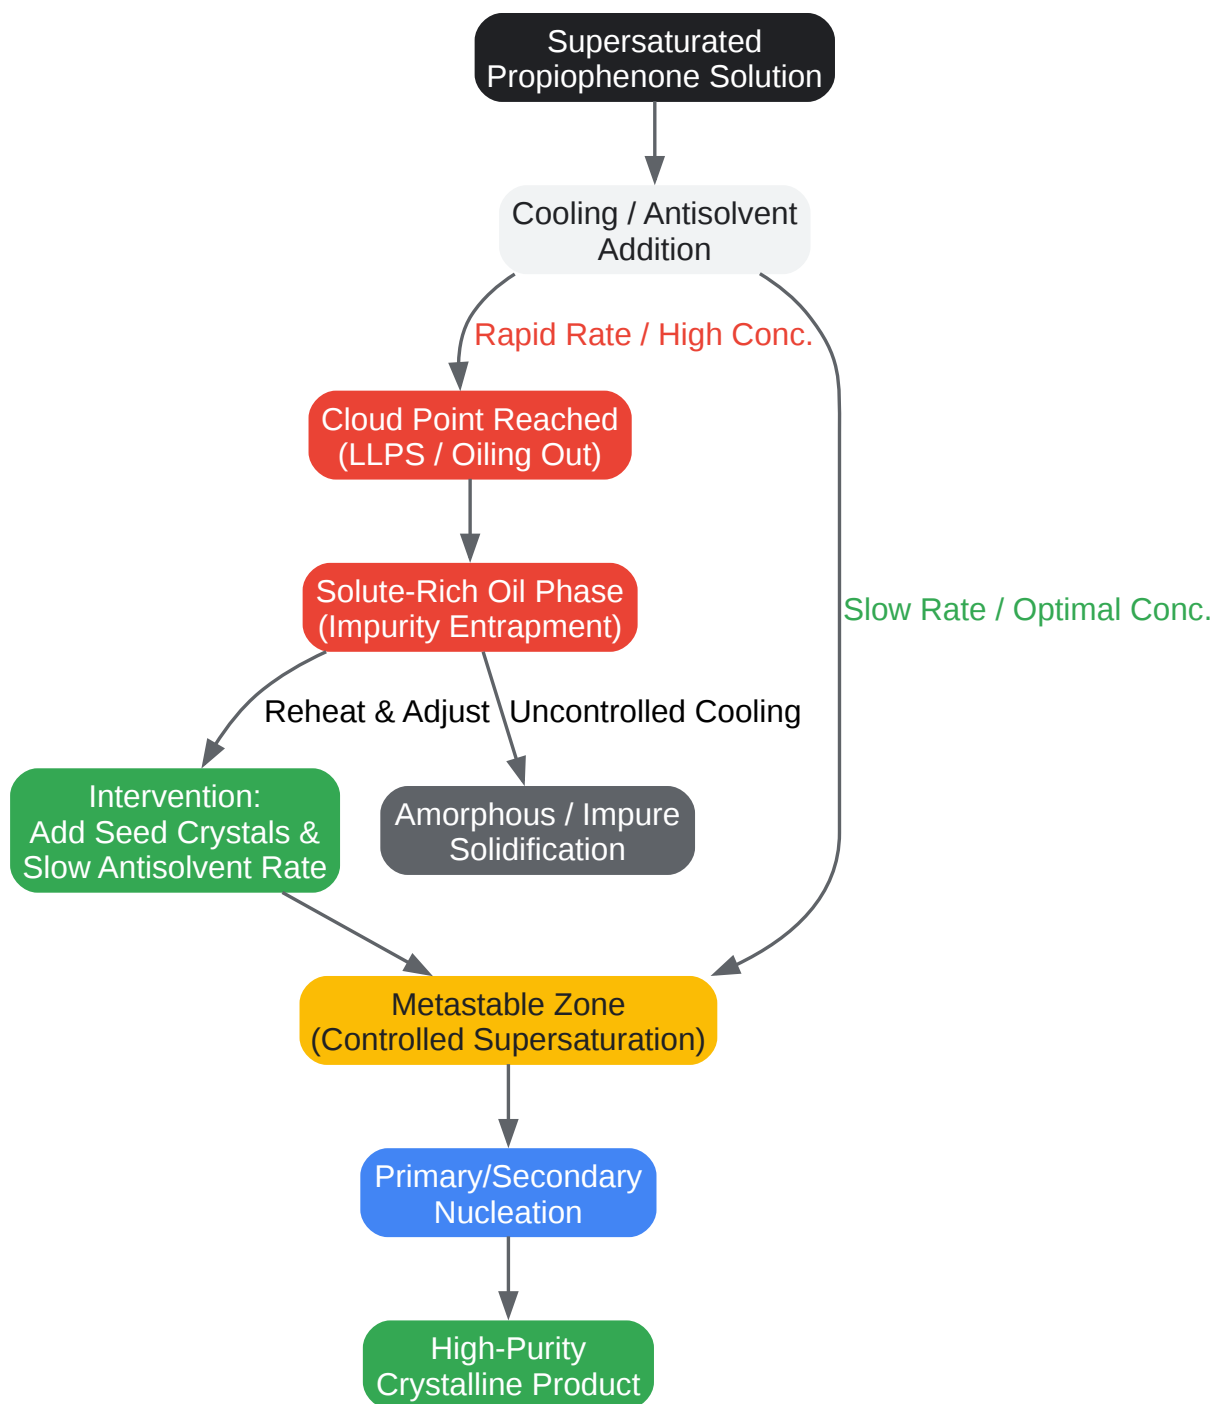 Supersaturated
Propiophenone Solution
Cooling / Antisolvent
Addition
Rapid Rate / High Conc.
Cloud Point Reached
(LLPS / Oiling Out)
Solute-Rich Oil Phase
(Impurity Entrapment)
Slow Rate / Optimal Conc.
Reheat & Adjust
Uncontrolled Cooling
Intervention:
Add Seed Crystals &
Slow Antisolvent Rate
Amorphous / Impure
Solidification
Metastable Zone
(Controlled Supersaturation)
Primary/Secondary
Nucleation
High-Purity
Crystalline Product